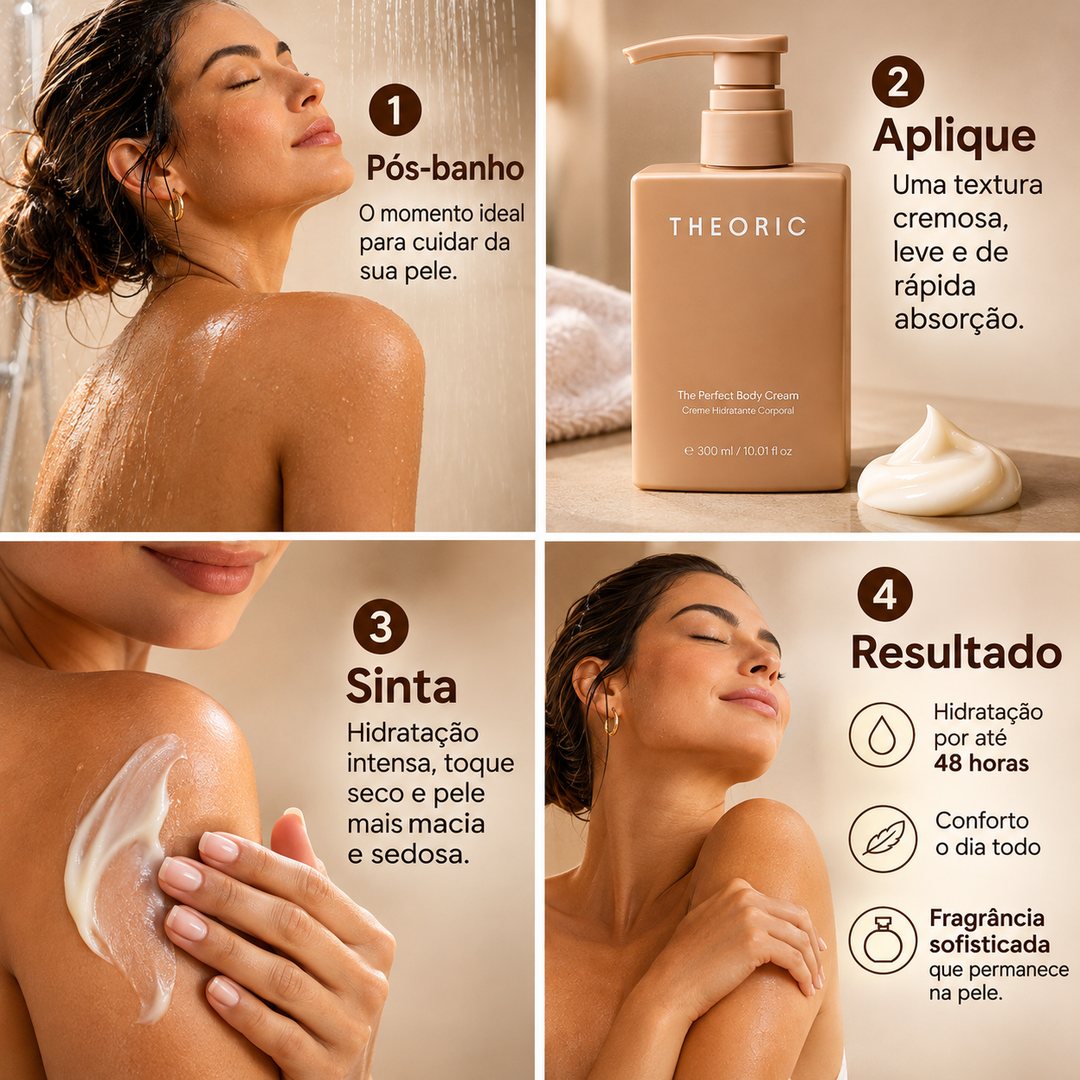 1
Pós-banho
O momento ideal
para cuidar da
sua pele.
2
Aplique
Uma textura
cremosa,
leve e de
rápida
absorção.
THEORIC
The Perfect Body Cream
Creme Hidratante Corporal
℮ 300 ml / 10.01 fl oz
3
Sinta
Hidratação
intensa, toque
seco e pele
mais macia
e sedosa.
4
Resultado
Hidratação
por até
48 horas
Conforto
o dia todo
Fragrância
sofisticada
que permanece
na pele.